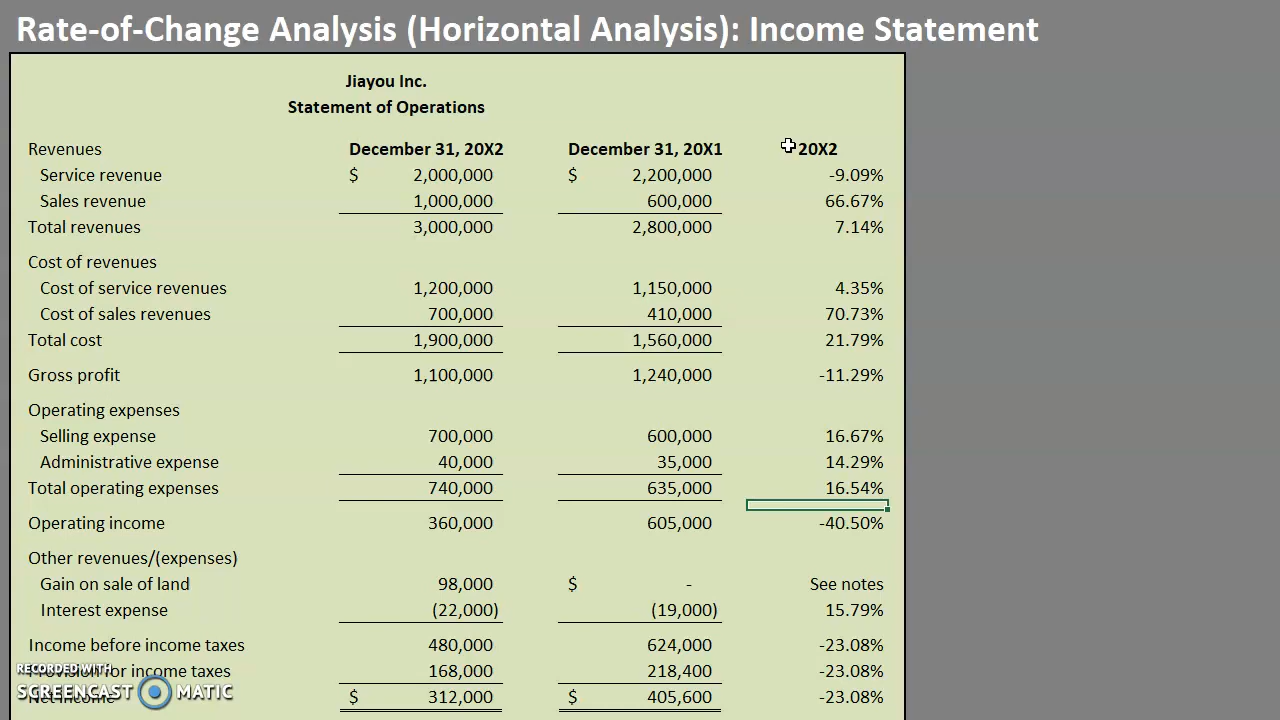 Rate-of-Change Analysis (Horizontal Analysis): Income Statement
Jiayou Inc.
Statement of Operations
Revenues December 31, 20X2 December 31, 20X1 20X2
Service revenue $ 2,000,000 $ 2,200,000 -9.09%
Sales revenue 1,000,000 600,000 66.67%
Total revenues 3,000,000 2,800,000 7.14%
Cost of revenues
Cost of service revenues 1,200,000 1,150,000 4.35%
Cost of sales revenues 700,000 410,000 70.73%
Total cost 1,900,000 1,560,000 21.79%
Gross profit 1,100,000 1,240,000 -11.29%
Operating expenses
Selling expense 700,000 600,000 16.67%
Administrative expense 40,000 35,000 14.29%
Total operating expenses 740,000 635,000 16.54%
Operating income 360,000 605,000 -40.50%
Other revenues/(expenses)
Gain on sale of land 98,000 $ - See notes
Interest expense (22,000) (19,000) 15.79%
Income before income taxes 480,000 624,000 -23.08%
RECORDED WITH
Provision for income taxes 168,000 218,400 -23.08%
SCREENCAST MATIC
Net income $ 312,000 $ 405,600 -23.08%